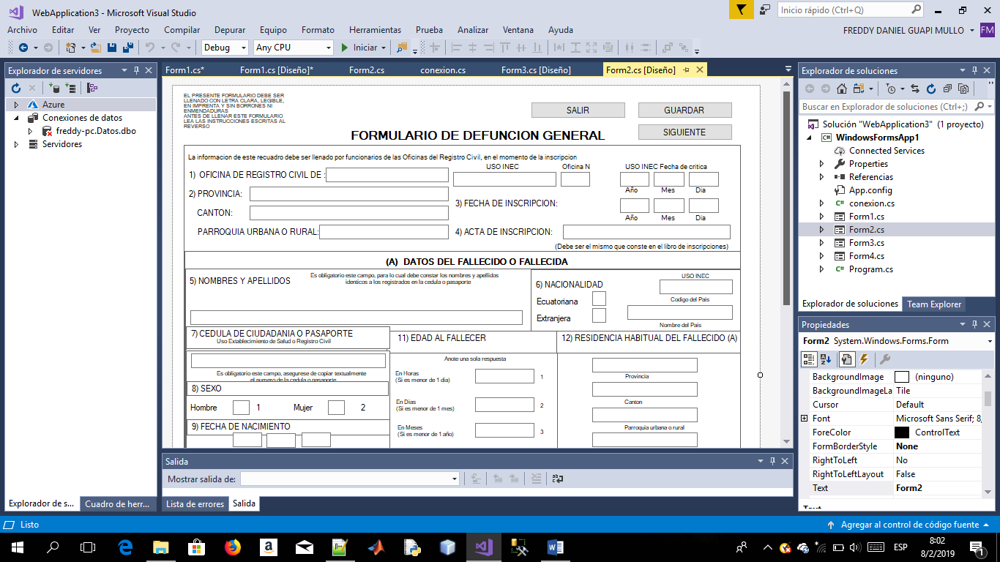 WebApplication3 - Microsoft Visual Studio
Inicio rápido (Ctrl+Q)
Archivo Editar Ver Proyecto Compilar Depurar Equipo Formato Herramientas Prueba Analizar Ventana Ayuda
FREDDY DANIEL GUAPI MULLO FM
Debug Any CPU Iniciar
Explorador de servidores
Azure
Conexiones de datos
freddy-pc.Datos.dbo
Servidores
Explorador de s... Cuadro de herr...
Form1.cs* Form1.cs [Diseño]* Form2.cs conexion.cs Form3.cs [Diseño] Form2.cs [Diseño]
EL PRESENTE FORMULARIO DEBE SER
LLENADO CON LETRA CLARA, LEGIBLE,
EN IMPRENTA Y SIN BORRONES NI
ENMENDADURAS
ANTES DE LLENAR ESTE FORMULARIO
LEA LAS INSTRUCCIONES ESCRITAS AL
REVERSO
SALIR GUARDAR
SIGUIENTE
FORMULARIO DE DEFUNCION GENERAL
La informacion de este recuadro debe ser llenado por funcionarios de las Oficinas del Registro Civil, en el momento de la inscripcion
USO INEC Oficina N USO INEC Fecha de critica
1) OFICINA DE REGISTRO CIVIL DE :
Año Mes Dia
2) PROVINCIA:
3) FECHA DE INSCRIPCION:
CANTON:
Año Mes Dia
PARROQUIA URBANA O RURAL:
4) ACTA DE INSCRIPCION:
(Debe ser el mismo que conste en el libro de inscripciones)
(A) DATOS DEL FALLECIDO O FALLECIDA
5) NOMBRES Y APELLIDOS
Es obligatorio este campo, para lo cual debe constar los nombres y apellidos
identicos a los registrados en la cedula o pasaporte
6) NACIONALIDAD
USO INEC
Ecuatoriana
Codigo del Pais
Extranjera
Nombre del Pais
7) CEDULA DE CIUDADANIA O PASAPORTE
Uso Extablecimiento de Salud o Registro Civil
11) EDAD AL FALLECER
12) RESIDENCIA HABITUAL DEL FALLECIDO (A)
Anote una sola respuesta
Es obligatorio este campo, asegurese de copiar textualmente
el numero de la cedula o pasaporte
En Horas
(Si es menor de 1 dia)
1
Provincia
8) SEXO
Hombre 1 Mujer 2
En Dias
(Si es menor de 1 mes)
2
Canton
9) FECHA DE NACIMIENTO
En Meses
(Si es menor de 1 año)
3
Parroquia urbana o rural
Salida
Mostrar salida de:
Lista de errores Salida
Explorador de soluciones
Buscar en Explorador de soluciones (Ctrl+;)
Solución "WebApplication3" (1 proyecto)
WindowsFormsApp1
Connected Services
Properties
Referencias
App.config
conexion.cs
Form1.cs
Form2.cs
Form3.cs
Form4.cs
Program.cs
Explorador de soluciones Team Explorer
Propiedades
Form2 System.Windows.Forms.Form
BackgroundImage (ninguno)
BackgroundImageLa Tile
Cursor Default
Font Microsoft Sans Serif; 8,
ForeColor ControlText
FormBorderStyle None
RightToLeft No
RightToLeftLayout False
Text Form2
Text
Listo
Agregar al control de código fuente
ESP
8:02
8/2/2019
1